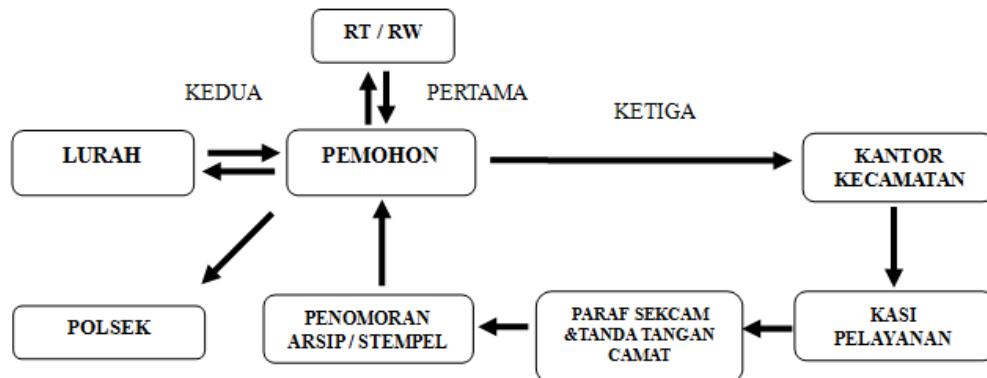 RT / RW
KEDUA
PERTAMA
KETIGA
LURAH
PEMOHON
KANTOR
KECAMATAN
POLSEK
PENOMORAN
ARSIP / STEMPEL
PARAF SEKCAM
&TANDA TANGAN
CAMAT
KASI
PELAYANAN